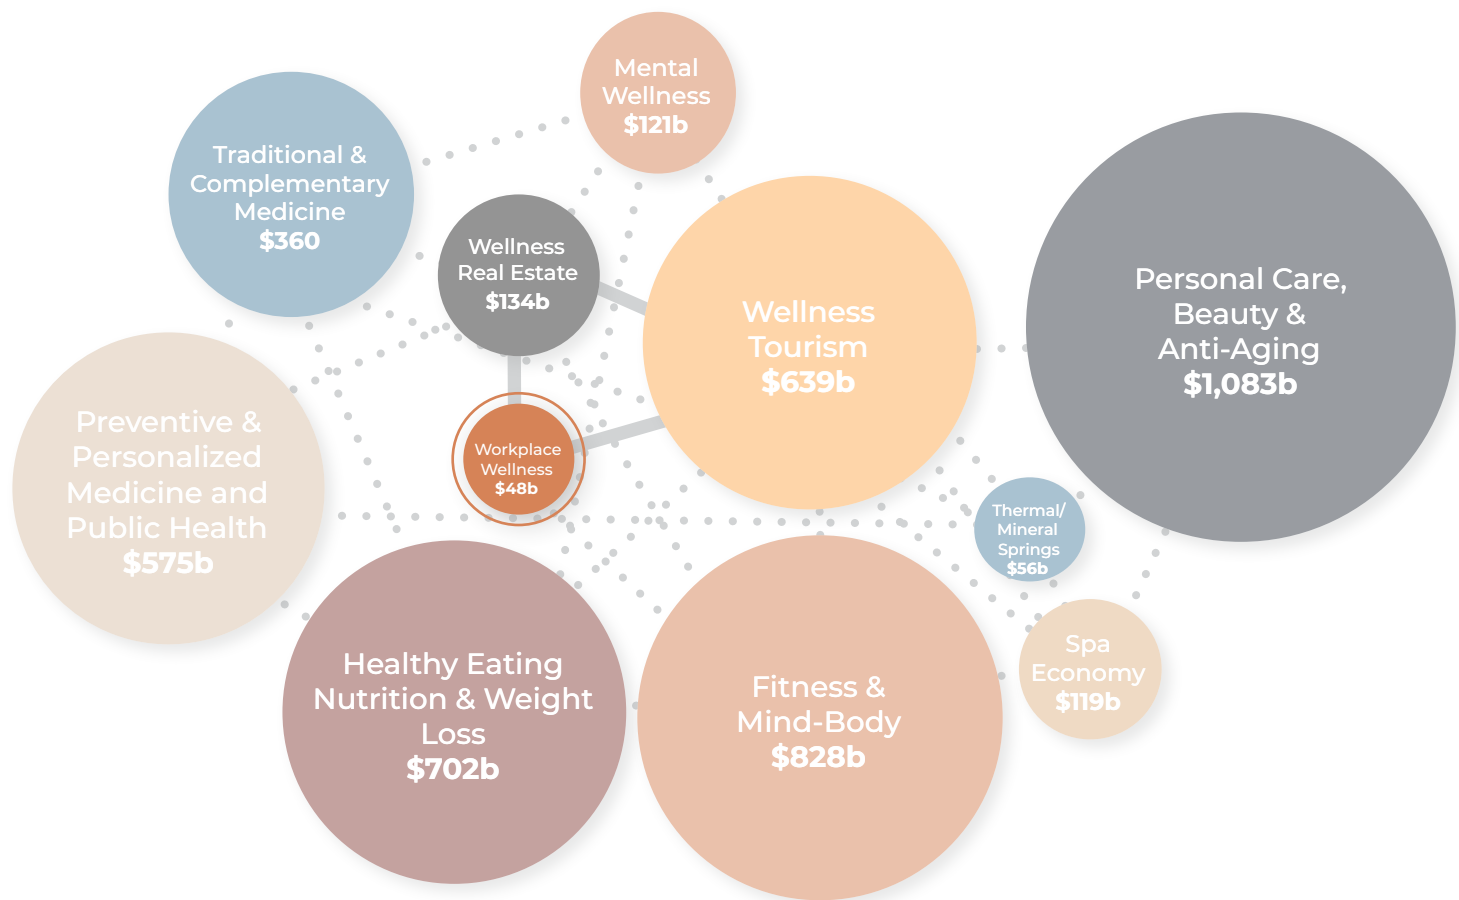 Mental
Wellness
$121b
Traditional &
Complementary
Medicine
$360
Wellness
Real Estate
$134b
Wellness
Tourism
$639b
Personal Care,
Beauty &
Anti-Aging
$1,083b
Preventive &
Personalized
Medicine and
Public Health
$575b
Workplace
Wellness
$48b
Thermal/
Mineral
Springs
$56b
Healthy Eating
Nutrition & Weight
Loss
$702b
Fitness &
Mind-Body
$828b
Spa
Economy
$119b